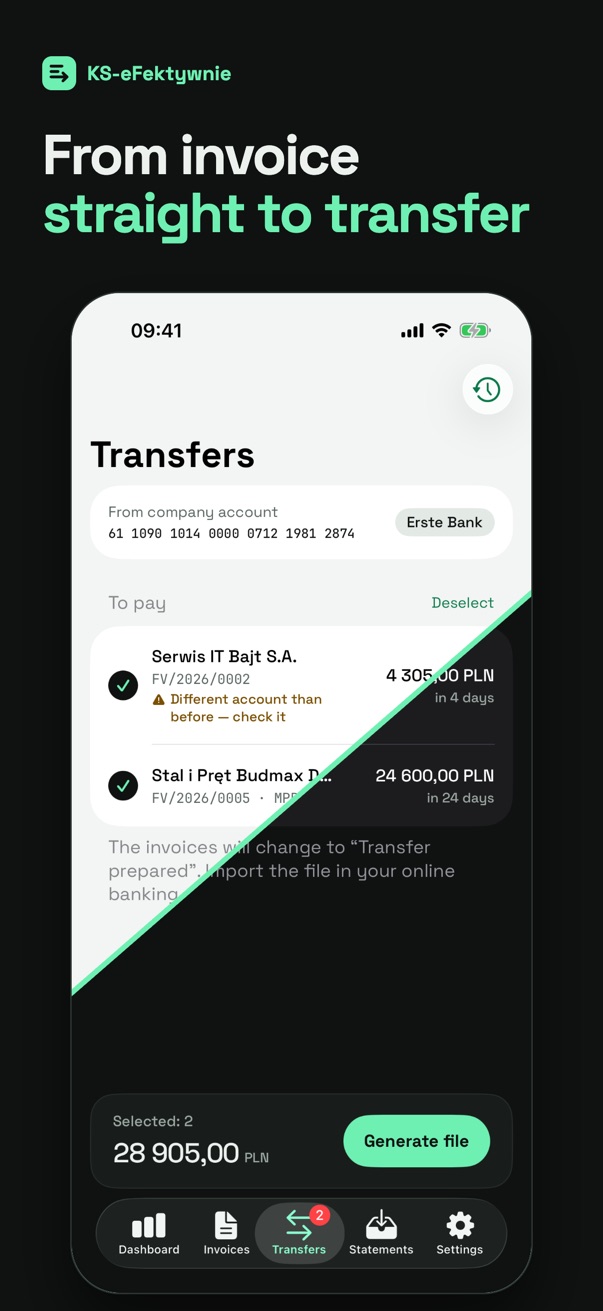 KS-eFektywnie
From invoice
straight to transfer
09:41
Transfers
From company account
61 1090 1014 0000 0712 1981 2874
Erste Bank
To pay
Deselect
Serwis IT Bajt S.A.
FV/2026/0002
Different account than
before — check it
4 305,00 PLN
in 4 days
Stal i Pręt Budmax D…
FV/2026/0005 · MPP
24 600,00 PLN
in 24 days
The invoices will change to “Transfer
prepared”. Import the file in your online
banking.
Selected: 2
28 905,00 PLN
Generate file
2
Dashboard
Invoices
Transfers
Statements
Settings